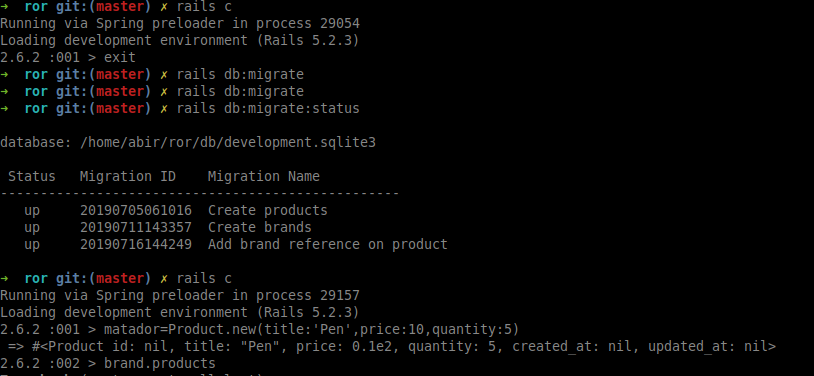 → ror git:(master) ✗ rails c
Running via Spring preloader in process 29054
Loading development environment (Rails 5.2.3)
2.6.2 :001 > exit
→ ror git:(master) ✗ rails db:migrate
→ ror git:(master) ✗ rails db:migrate
→ ror git:(master) ✗ rails db:migrate:status
database: /home/abir/ror/db/development.sqlite3
Status Migration ID Migration Name
--------------------------------------------------
up 20190705061016 Create products
up 20190711143357 Create brands
up 20190716144249 Add brand reference on product
→ ror git:(master) ✗ rails c
Running via Spring preloader in process 29157
Loading development environment (Rails 5.2.3)
2.6.2 :001 > matador=Product.new(title:'Pen',price:10,quantity:5)
=> #<Product id: nil, title: "Pen", price: 0.1e2, quantity: 5, created_at: nil, updated_at: nil>
2.6.2 :002 > brand.products